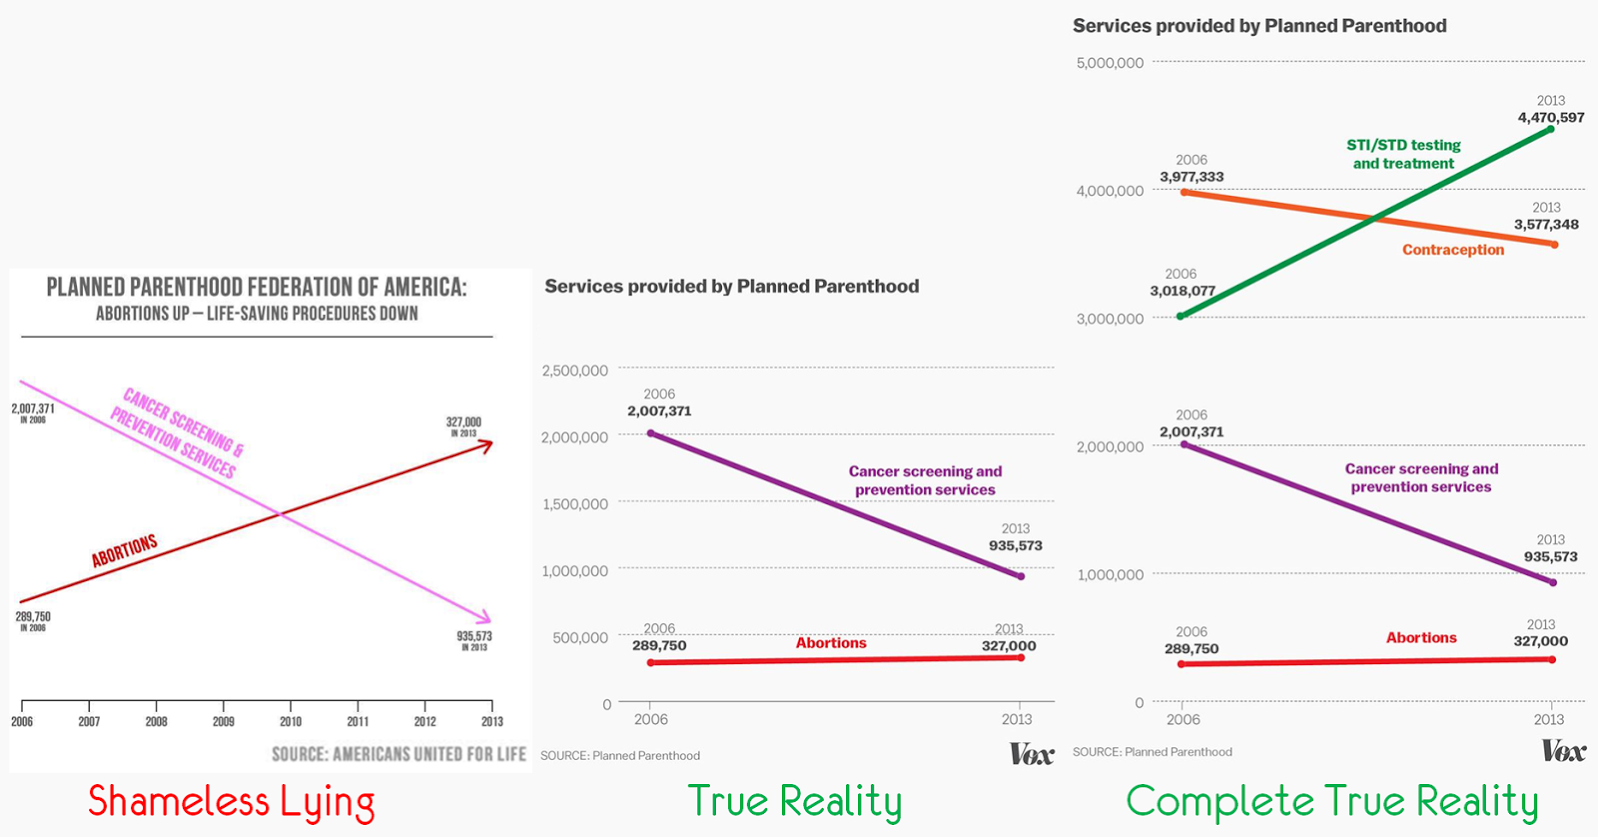 PLANNED PARENTHOOD FEDERATION OF AMERICA:
ABORTIONS UP – LIFE-SAVING PROCEDURES DOWN
2,007,371
IN 2006
CANCER SCREENING &
PREVENTION SERVICES
327,000
IN 2013
ABORTIONS
289,750
IN 2006
935,573
IN 2013
2006 2007 2008 2009 2010 2011 2012 2013
SOURCE: AMERICANS UNITED FOR LIFE
Shameless Lying
Services provided by Planned Parenthood
2,500,000
2006
2,007,371
2,000,000
Cancer screening and
prevention services
1,500,000
2013
935,573
1,000,000
500,000
2006
289,750
Abortions
2013
327,000
0
2006 2013
SOURCE: Planned Parenthood
Vox
True Reality
Services provided by Planned Parenthood
5,000,000
2013
4,470,597
STI/STD testing
and treatment
2006
3,977,333
4,000,000
2013
3,577,348
Contraception
2006
3,018,077
3,000,000
2006
2,007,371
2,000,000
Cancer screening and
prevention services
2013
935,573
1,000,000
2006
289,750
Abortions
2013
327,000
0
2006 2013
SOURCE: Planned Parenthood
Vox
Complete True Reality